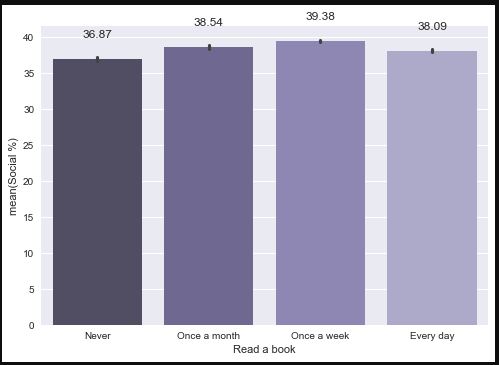 39.38
38.54
38.09
36.87
40
35
30
25
20
15
10
5
0
mean(Social %)
Never
Once a month
Once a week
Every day
Read a book